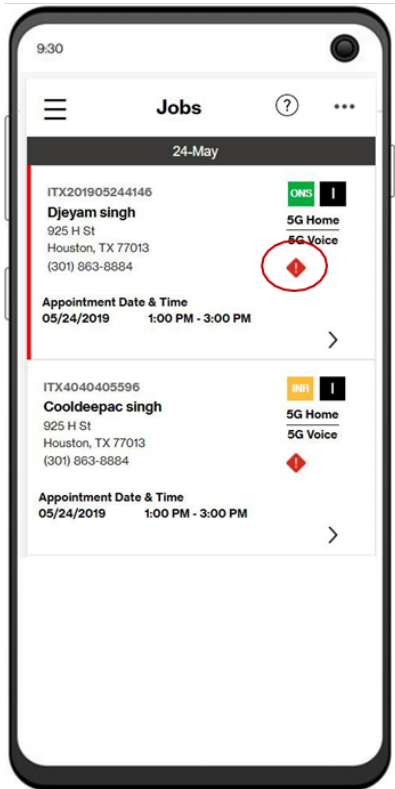 9:30
Jobs
?
24-May
ITX201905244146
ONS I
Djeyam singh
5G Home
925 H St
5G Voice
Houston, TX 77013
(301) 863-8884
!
Appointment Date & Time
05/24/2019 1:00 PM - 3:00 PM
ITX4040405596
INR I
Cooldeepac singh
5G Home
925 H St
5G Voice
Houston, TX 77013
(301) 863-8884
!
Appointment Date & Time
05/24/2019 1:00 PM - 3:00 PM